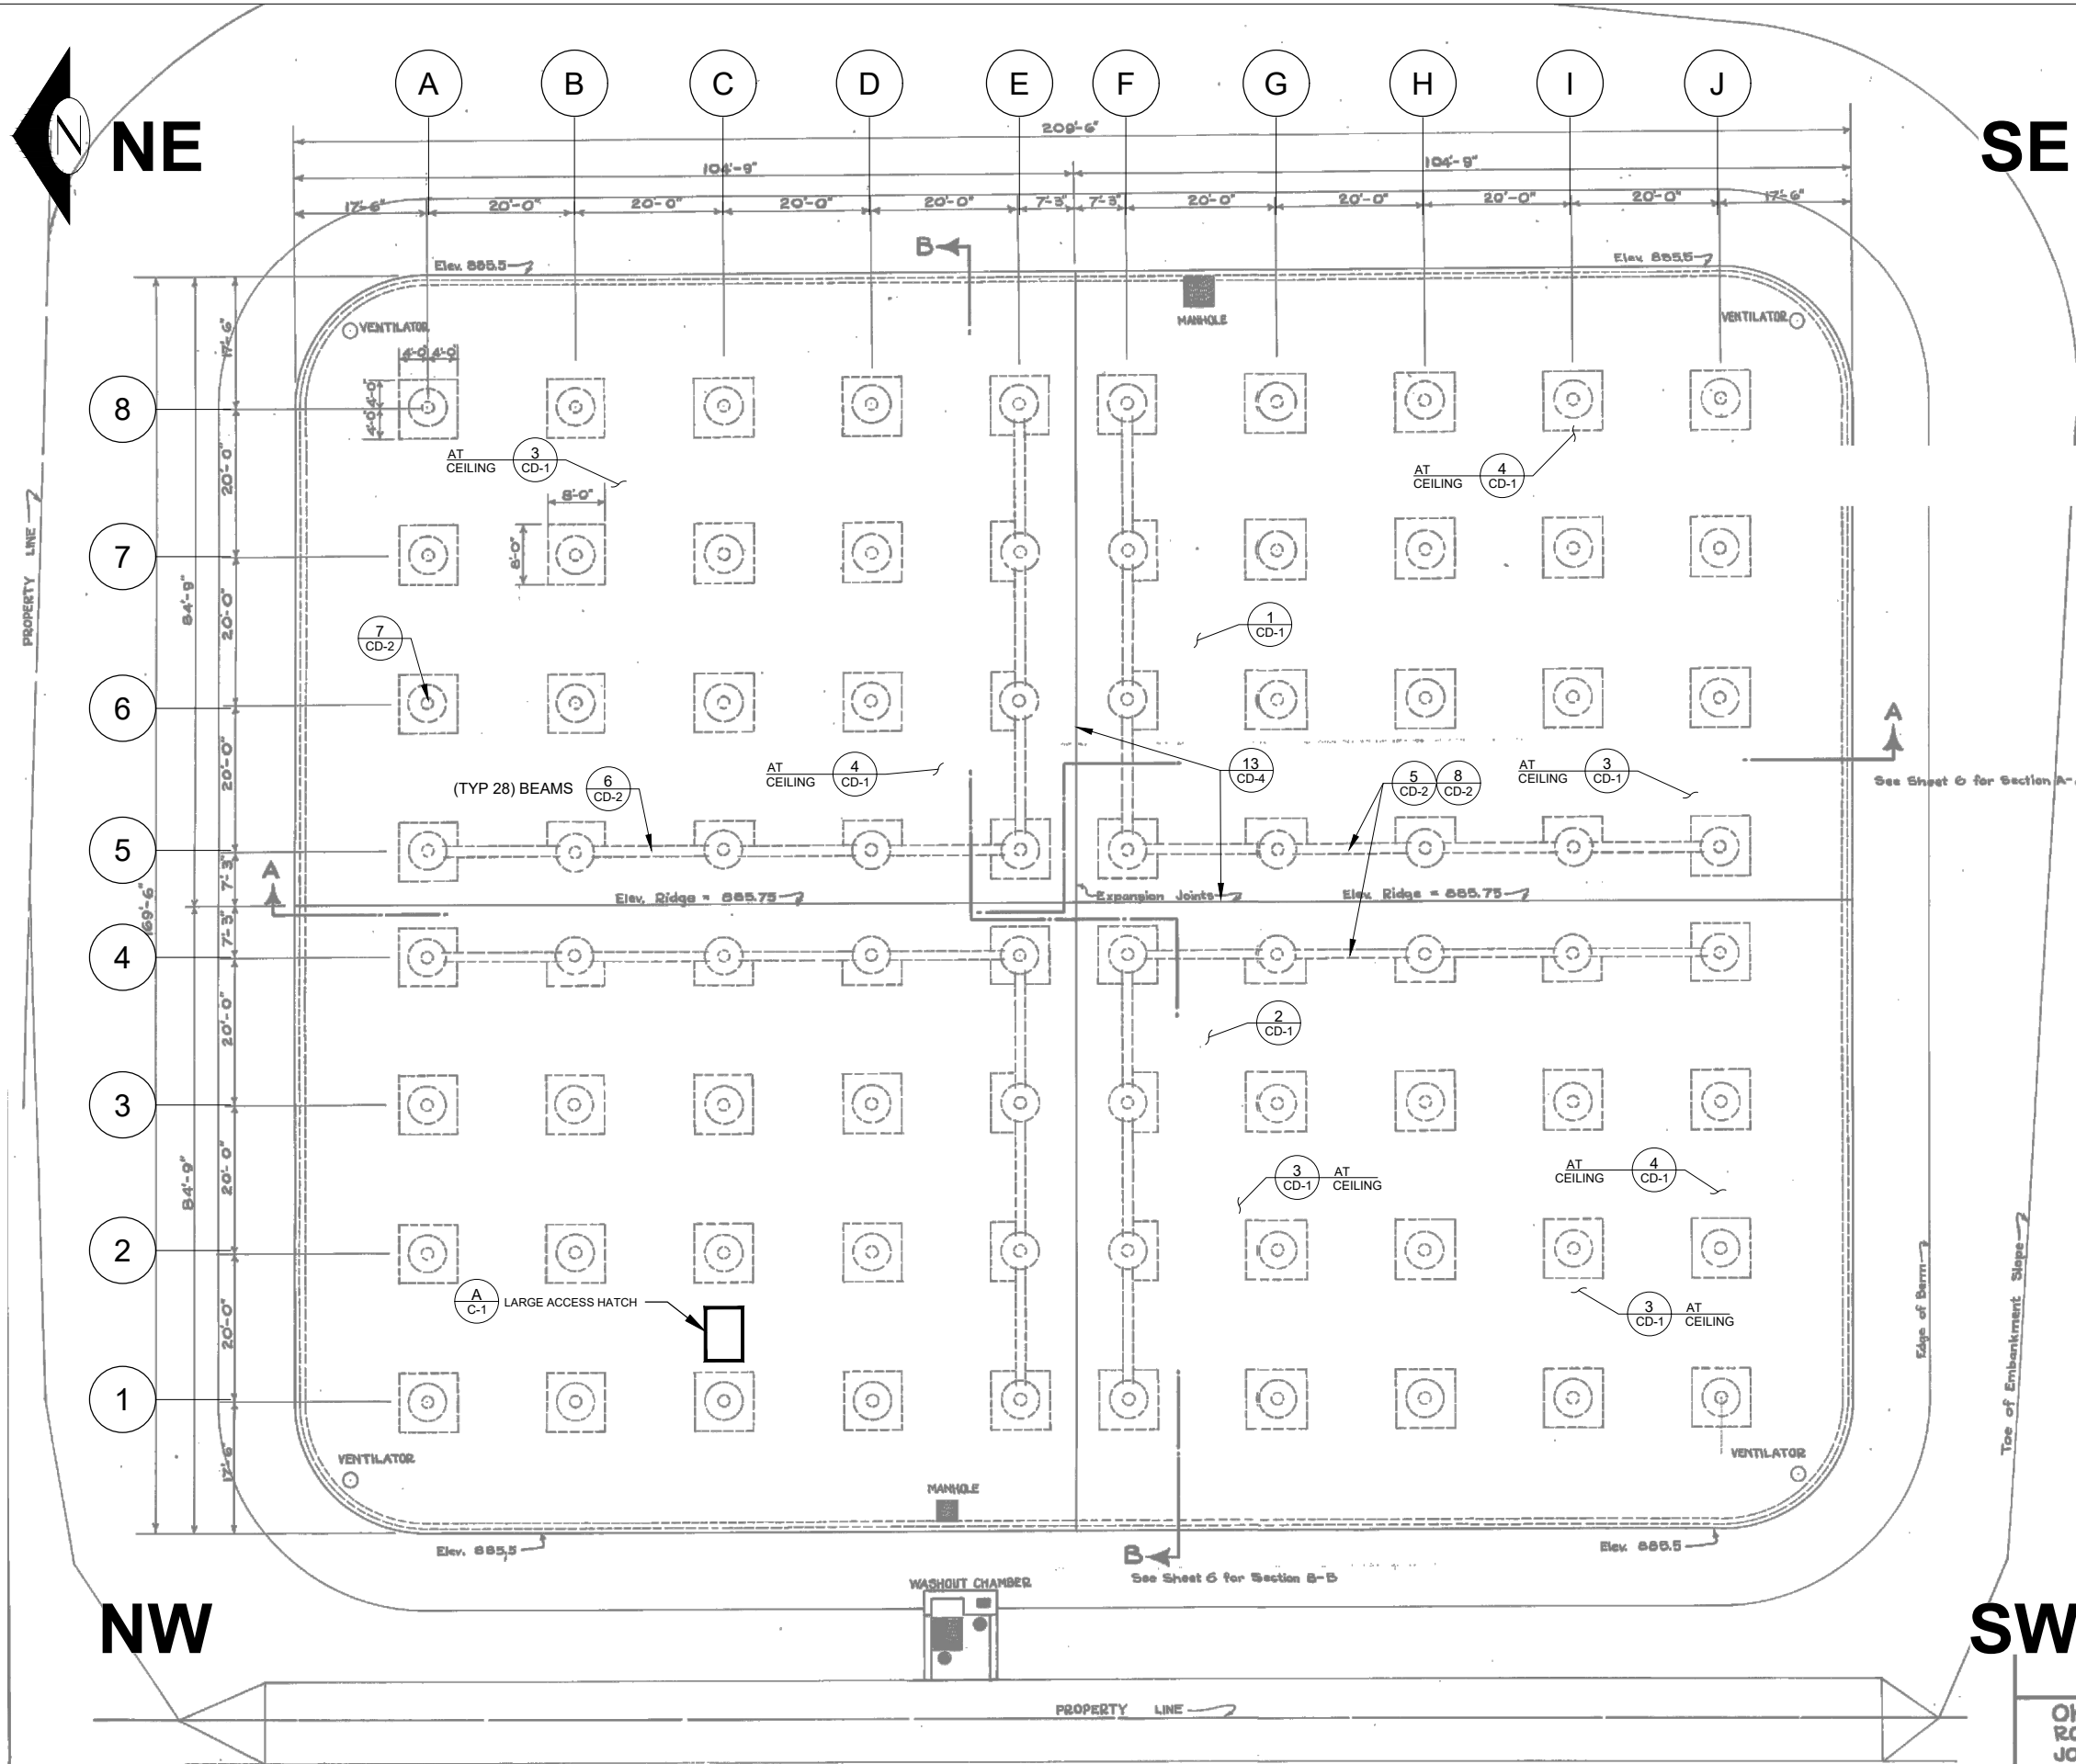 A B C D E F G H I J
N
NE
SE
209'-6"
104'-9" 104'-9"
17'-6" 20'-0" 20'-0" 20'-0" 20'-0" 7'-3" 7'-3" 20'-0" 20'-0" 20'-0" 20'-0" 17'-6"
B
Elev. 885.5
Elev. 885.5
MANHOLE
VENTILATOR
VENTILATOR
17'-6"
4'-0" 4'-0"
4'-0" 4'-0"
8
AT
CEILING
3
CD-1
AT
CEILING
4
CD-1
20'-0"
8'-0"
8'-0"
PROPERTY LINE
7
84'-9"
20'-0"
7
CD-2
1
CD-1
6
A
20'-0"
(TYP 28) BEAMS
6
CD-2
AT
CEILING
4
CD-1
13
CD-4
5
CD-2
8
CD-2
AT
CEILING
3
CD-1
See Sheet 6 for Section A-
5
A
7'-3"
169'-6"
Elev. Ridge = 885.75
Expansion Joints
Elev. Ridge = 885.75
7'-3"
4
20'-0"
2
CD-1
3
84'-9"
20'-0"
3
CD-1
AT
CEILING
AT
CEILING
4
CD-1
2
A
C-1
LARGE ACCESS HATCH
20'-0"
3
CD-1
AT
CEILING
Edge of Berm
Toe of Embankment Slope
1
17'-6"
VENTILATOR
VENTILATOR
MANHOLE
Elev. 885.5
Elev. 885.5
B
See Sheet 6 for Section B-B
WASHOUT CHAMBER
NW
SW
PROPERTY LINE